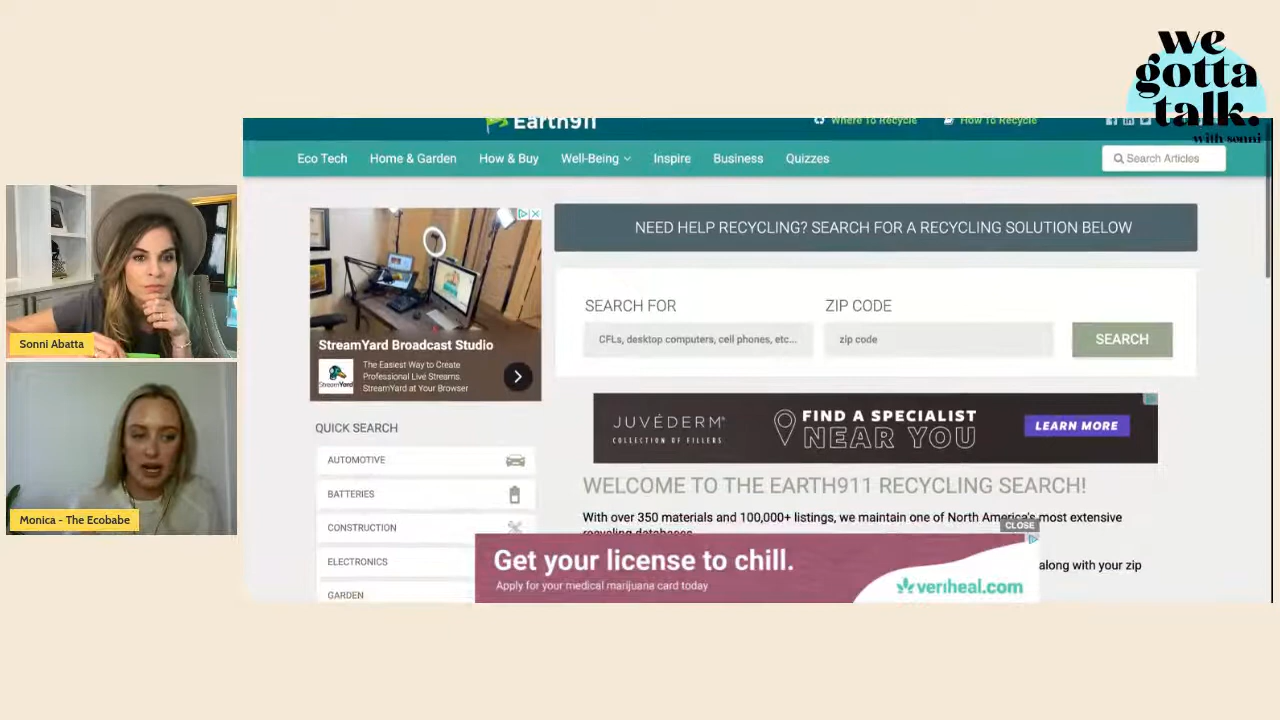 we
gotta
talk.
with sonni
Earth911
Where To Recycle
How To Recycle
Eco Tech
Home & Garden
How & Buy
Well-Being
Inspire
Business
Quizzes
Search Articles
NEED HELP RECYCLING? SEARCH FOR A RECYCLING SOLUTION BELOW
SEARCH FOR
ZIP CODE
CFLs, desktop computers, cell phones, etc...
zip code
SEARCH
StreamYard Broadcast Studio
StreamYard
The Easiest Way to Create
Professional Live Streams.
StreamYard at Your Browser
JUVÉDERM®
COLLECTION OF FILLERS
FIND A SPECIALIST
NEAR YOU
LEARN MORE
QUICK SEARCH
AUTOMOTIVE
BATTERIES
CONSTRUCTION
ELECTRONICS
GARDEN
WELCOME TO THE EARTH911 RECYCLING SEARCH!
With over 350 materials and 100,000+ listings, we maintain one of North America's most extensive
along with your zip
CLOSE
Get your license to chill.
Apply for your medical marijuana card today
veriheal.com
Sonni Abatta
Monica - The Ecobabe